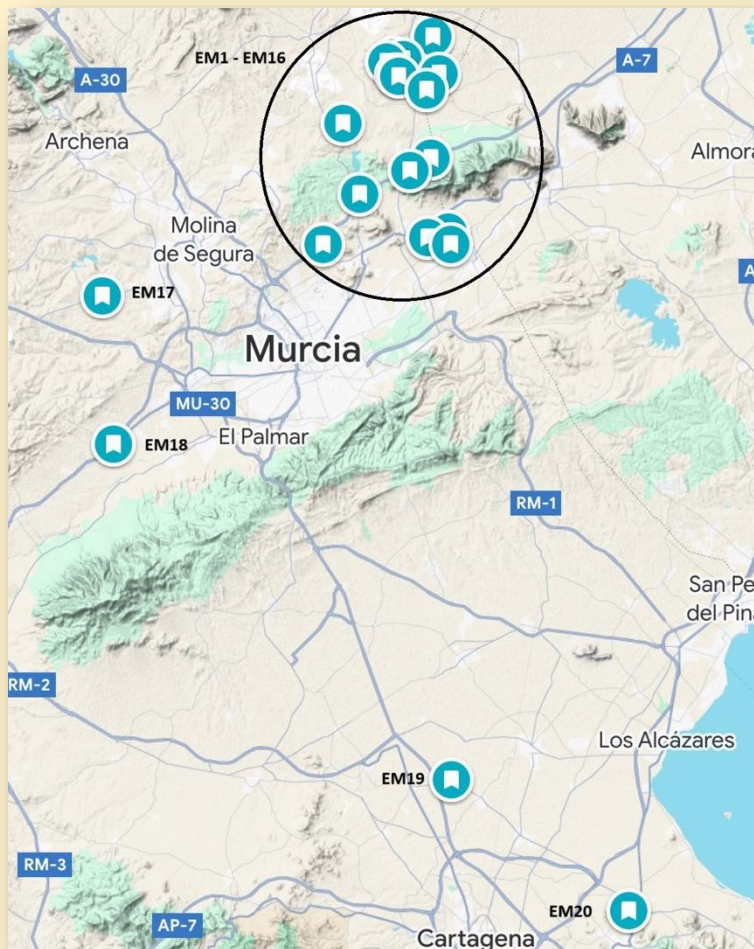 EM1 - EM16
A-30
A-7
Archena
Almora
Molina
de Segura
EM17
A
Murcia
MU-30
EM18
El Palmar
RM-1
San Pe
del Pina
RM-2
Los Alcázares
EM19
RM-3
EM20
AP-7
Cartagena